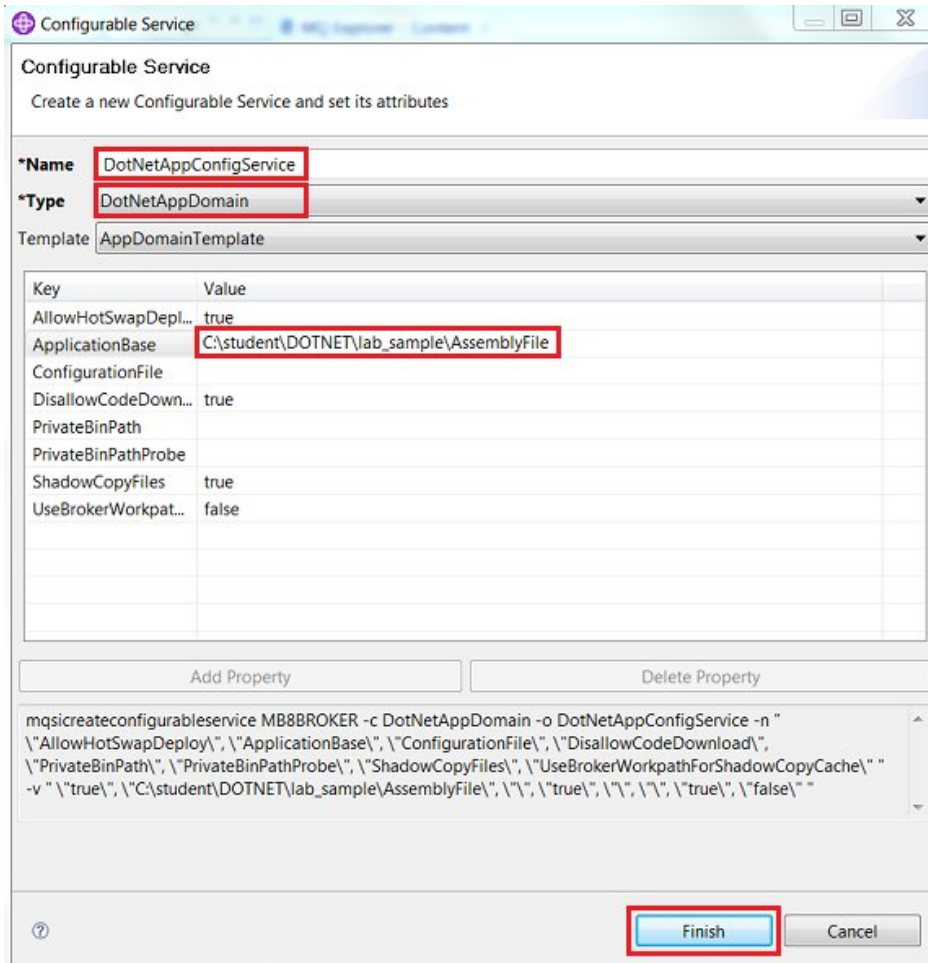 Configurable Service
Configurable Service
Create a new Configurable Service and set its attributes
*Name DotNetAppConfigService
*Type DotNetAppDomain
Template AppDomainTemplate
Key Value
AllowHotSwapDepl... true
ApplicationBase C:\student\DOTNET\lab_sample\AssemblyFile
ConfigurationFile
DisallowCodeDown... true
PrivateBinPath
PrivateBinPathProbe
ShadowCopyFiles true
UseBrokerWorkpat... false
Add Property Delete Property
mqsicreateconfigurableservice MB8BROKER -c DotNetAppDomain -o DotNetAppConfigService -n "
\"AllowHotSwapDeploy\", \"ApplicationBase\", \"ConfigurationFile\", \"DisallowCodeDownload\",
\"PrivateBinPath\", \"PrivateBinPathProbe\", \"ShadowCopyFiles\", \"UseBrokerWorkpathForShadowCopyCache\" "
-v " \"true\", \"C:\student\DOTNET\lab_sample\AssemblyFile\", \"\", \"true\", \"\", \"\", \"true\", \"false\" "
Finish Cancel